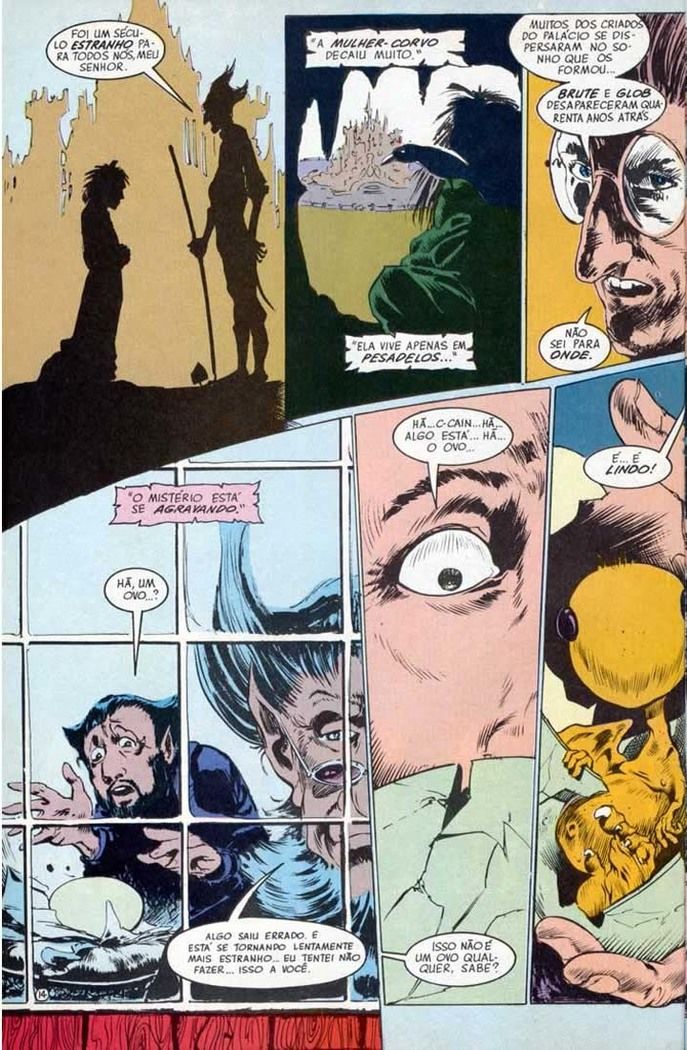 FOI UM SÉCU-
LO ESTRANHO PA-
RA TODOS NÓS, MEU
SENHOR.
"A MULHER-CORVO
DECAIU MUITO."
"ELA VIVE APENAS EM
PESADELOS..."
MUITOS DOS CRIADOS
DO PALÁCIO SE DIS-
PERSARAM NO SO-
NHO QUE OS
FORMOU...
BRUTE E GLOB
DESAPARECERAM QUA-
RENTA ANOS ATRÁS.
NÃO
SEI PARA
ONDE.
"O MISTÉRIO ESTÁ
SE AGRAVANDO."
HÃ, UM
OVO...?
ALGO SAIU ERRADO. E
ESTÁ SE TORNANDO LENTAMENTE
MAIS ESTRANHO... EU TENTEI NÃO
FAZER... ISSO A VOCÊ.
14
HÃ...C-CAIN...HÃ...
ALGO ESTÁ... HÃ...
O OVO...
ISSO NÃO É
UM OVO QUAL-
QUER, SABE?
É... É
LINDO!